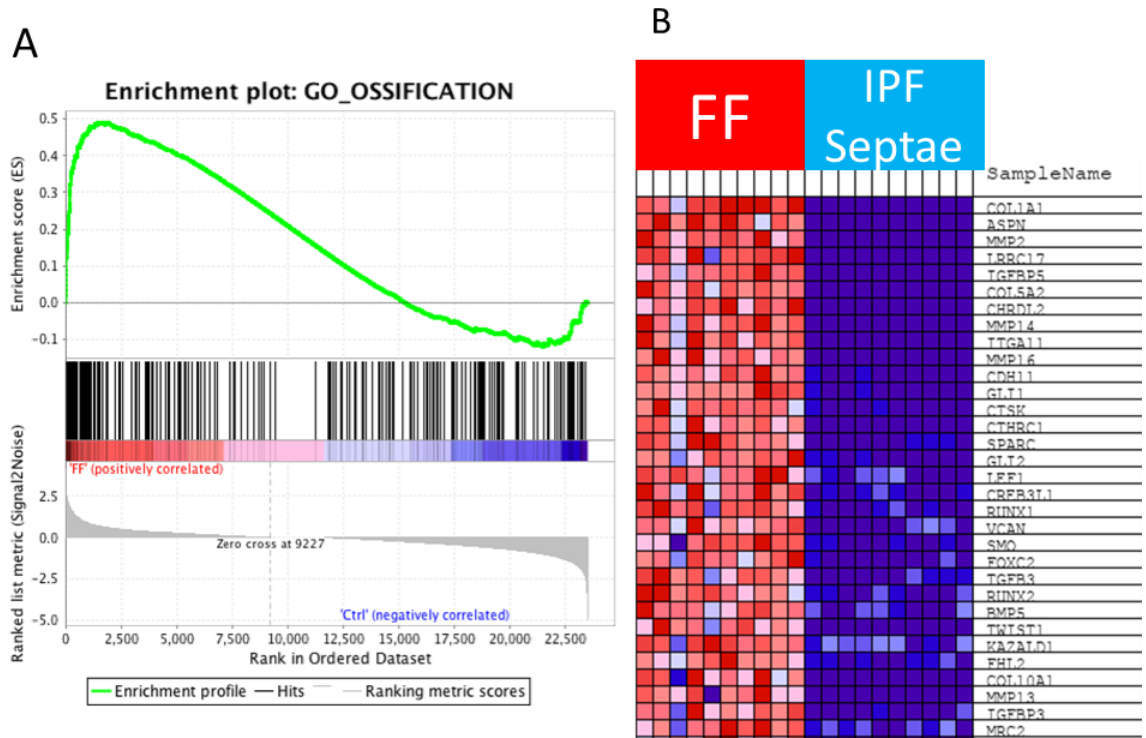 A
Enrichment plot: GO_OSSIFICATION
Enrichment score (ES)
0.5
0.4
0.3
0.2
0.1
0.0
-0.1
'FF' (positively correlated)
Ranked list metric (Signal2Noise)
2.5
0.0
-2.5
-5.0
Zero cross at 9227
'Ctrl' (negatively correlated)
0 2,500 5,000 7,500 10,000 12,500 15,000 17,500 20,000 22,500
Rank in Ordered Dataset
Enrichment profile Hits Ranking metric scores
B
FF
IPF
Septae
SampleName
COL1A1
ASPN
MMP2
LRRC17
IGFBP5
COL5A2
CHRDL2
MMP14
ITGA11
MMP16
CDH11
GLI1
CTSK
CTHRC1
SPARC
GLI2
LEF1
CREB3L1
RUNX1
VCAN
SMO
FOXC2
TGFB3
RUNX2
BMP5
TWIST1
KAZALD1
FHL2
COL10A1
MMP13
IGFBP3
MRC2